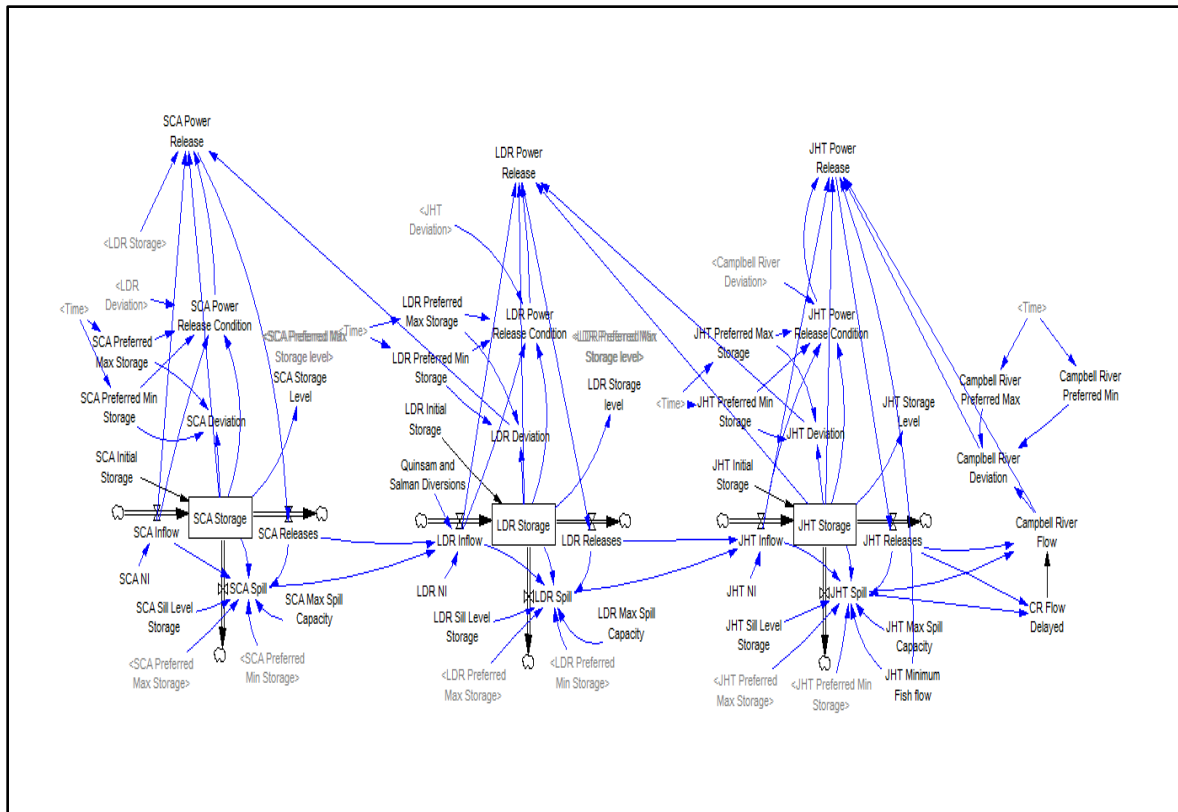 SCA Power
Release
LDR Power
Release
JHT Power
Release
<LDR Storage>
<JHT
Deviation>
<Camplbell River
Deviation>
<LDR
Deviation>
<Time>
SCA Power
Release Condition
SCA Preferred
Max Storage
SCA Preferred Min
Storage
SCA Deviation
<SCA Preferred Max
Storage level>
SCA Storage
Level
<Time>
LDR Preferred
Max Storage
LDR Power
Release Condition
LDR Preferred Min
Storage
LDR Initial
Storage
LDR Deviation
Storage level>
LDR Storage
level
JHT Power
Release Condition
JHT Preferred Max
Storage
<Time>
JHT Preferred Min
Storage
JHT Deviation
JHT Storage
Level
<Time>
Campbell River
Preferred Max
Campbell River
Preferred Min
Camplbell River
Deviation
SCA Initial
Storage
Quinsam and
Salman Diversions
JHT Initial
Storage
SCA Storage
SCA Inflow
SCA Releases
LDR Storage
LDR Inflow
LDR Releases
JHT Storage
JHT Inflow
JHT Releases
Campbell River
Flow
SCA NI
SCA Spill
SCA Sill Level
Storage
SCA Max Spill
Capacity
<SCA Preferred
Max Storage>
<SCA Preferred
Min Storage>
LDR NI
LDR Spill
LDR Sill Level
Storage
LDR Max Spill
Capacity
<LDR Preferred
Max Storage>
<LDR Preferred
Min Storage>
JHT NI
JHT Spill
JHT Sill Level
Storage
JHT Max Spill
Capacity
JHT Minimum
Fish flow
<JHT Preferred
Max Storage>
<JHT Preferred Min
Storage>
CR Flow
Delayed